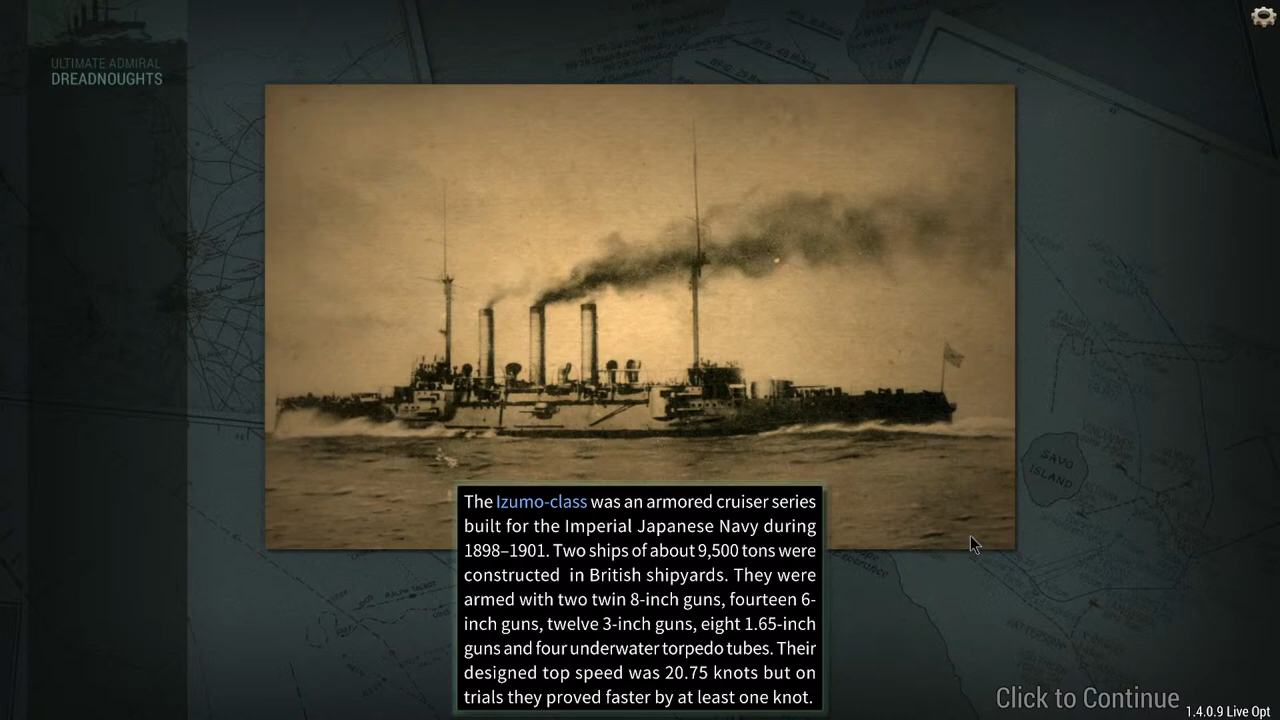 ULTIMATE ADMIRAL
DREADNOUGHTS
The Izumo-class was an armored cruiser series
built for the Imperial Japanese Navy during
1898–1901. Two ships of about 9,500 tons were
constructed in British shipyards. They were
armed with two twin 8-inch guns, fourteen 6-
inch guns, twelve 3-inch guns, eight 1.65-inch
guns and four underwater torpedo tubes. Their
designed top speed was 20.75 knots but on
trials they proved faster by at least one knot.
SAVO
ISLAND
Click to Continue
1.4.0.9 Live Opt